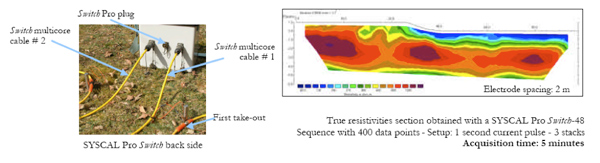 Switch Pro plug
Switch multicore
cable # 2
Switch multicore
cable # 1
First take-out
SYSCAL Pro Switch back side
Electrode spacing: 2 m
True resistivities section obtained with a SYSCAL Pro Switch-48
Sequence with 400 data points - Setup: 1 second current pulse - 3 stacks
Acquisition time: 5 minutes